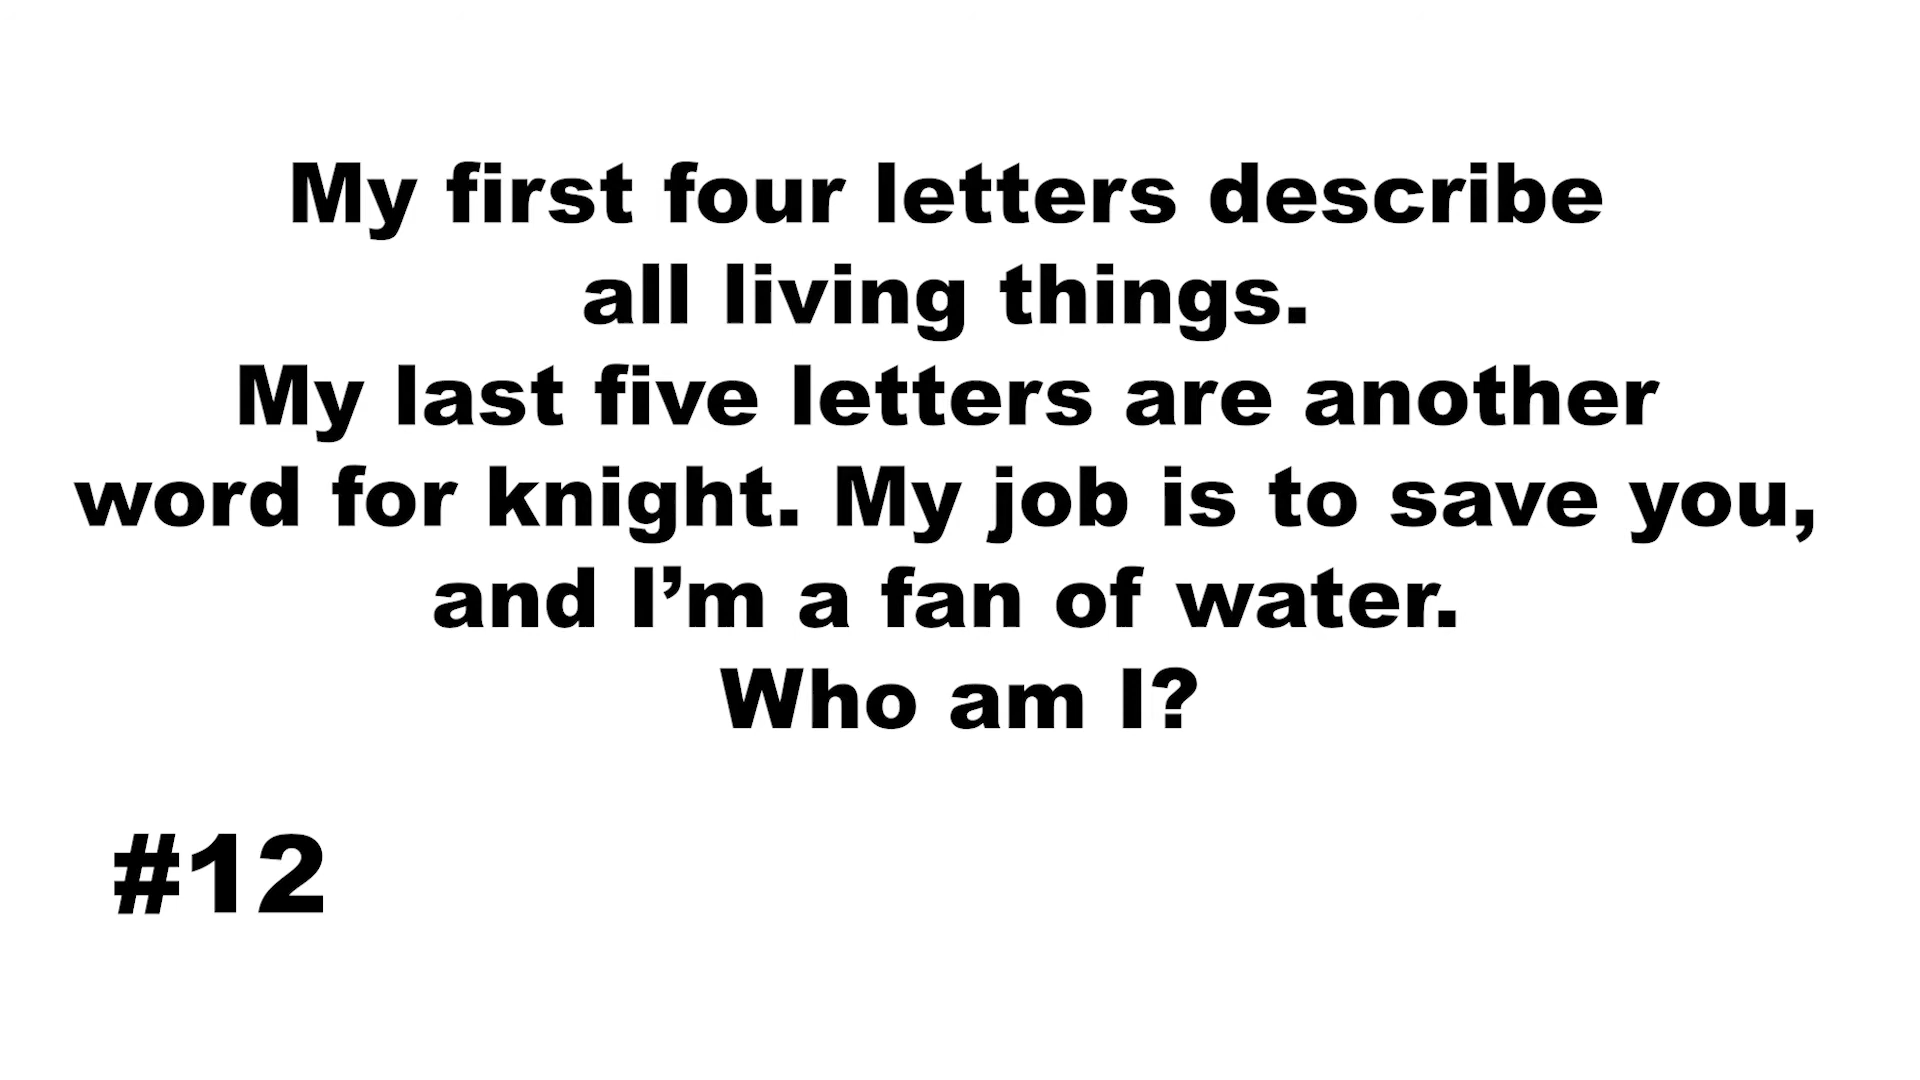 My first four letters describe
all living things.
My last five letters are another
word for knight. My job is to save you,
and I’m a fan of water.
Who am I?
#12